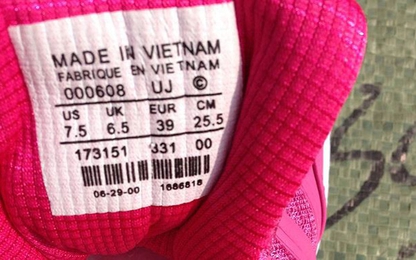 MADE IN VIETNAM
FABRIQUE EN VIETNAM
000608 UJ ©
US UK EUR CM
7.5 6.5 39 25.5
173151 331 00
06-29-00 1686818